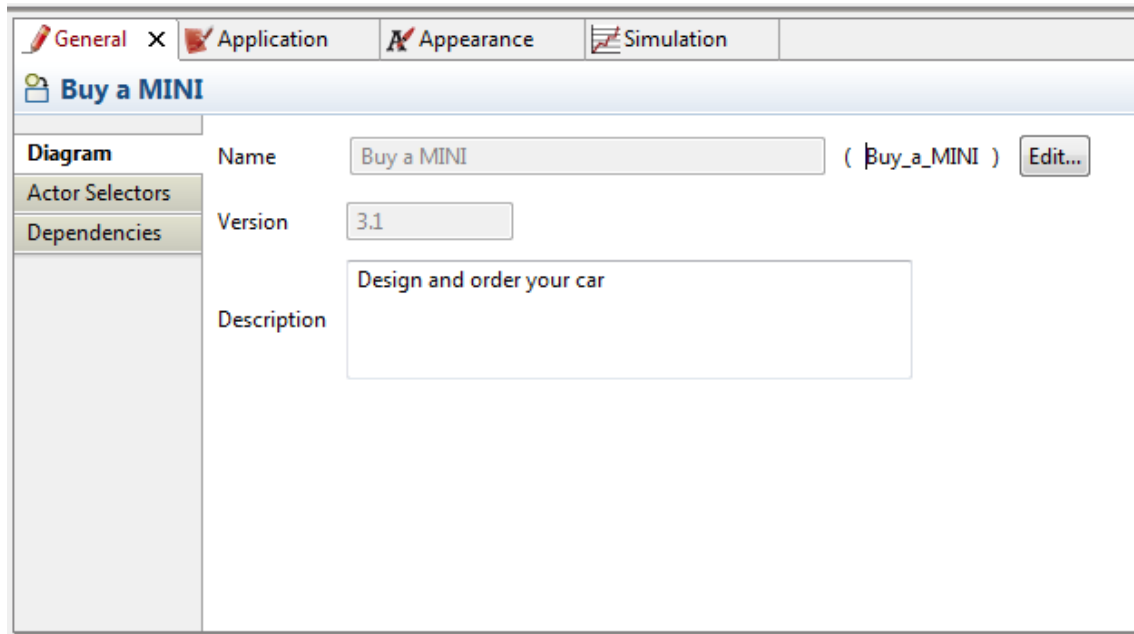 General Application Appearance Simulation
Buy a MINI
Diagram
Actor Selectors
Dependencies
Name Buy a MINI ( Buy_a_MINI ) Edit...
Version 3.1
Description Design and order your car